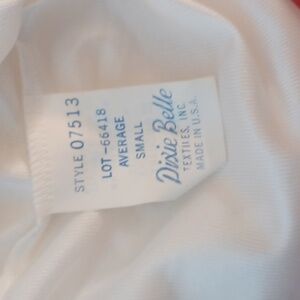 STYLE 07513
LOT-66418
AVERAGE
SMALL
Dixie Belle
TEXTILES, INC.
MADE IN U.S.A.